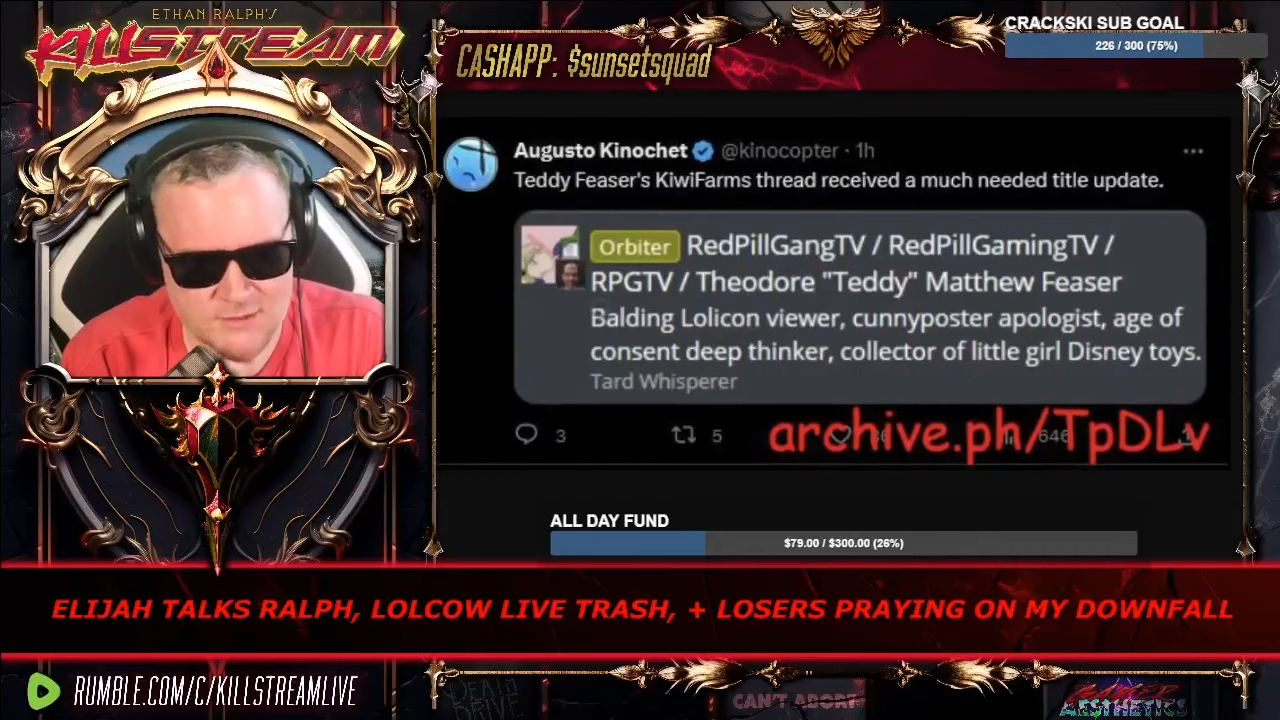 ETHAN RALPH'S
KILLSTREAM
CASHAPP: $sunsetsquad
CRACKSKI SUB GOAL
226 / 300 (75%)
Augusto Kinochet @kinocopter · 1h
Teddy Feaser's KiwiFarms thread received a much needed title update.
Orbiter RedPillGangTV / RedPillGamingTV /
RPGTV / Theodore "Teddy" Matthew Feaser
Balding Lolicon viewer, cunnyposter apologist, age of
consent deep thinker, collector of little girl Disney toys.
Tard Whisperer
3 5 646
archive.ph/TpDLv
ALL DAY FUND
$79.00 / $300.00 (26%)
ELIJAH TALKS RALPH, LOLCOW LIVE TRASH, + LOSERS PRAYING ON MY DOWNFALL
RUMBLE.COM/C/KILLSTREAMLIVE
DEATH
DRIVE
CAN'T ABORT
AESTHETICS